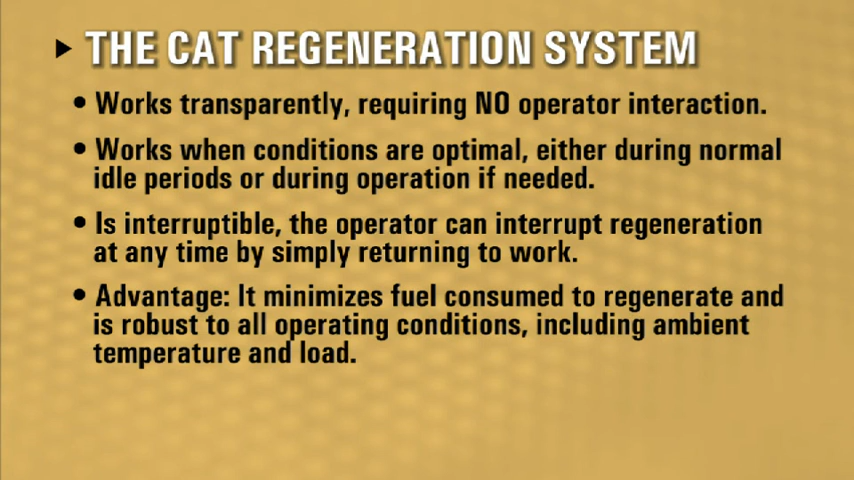 ► THE CAT REGENERATION SYSTEM
• Works transparently, requiring NO operator interaction.
• Works when conditions are optimal, either during normal
idle periods or during operation if needed.
• Is interruptible, the operator can interrupt regeneration
at any time by simply returning to work.
• Advantage: It minimizes fuel consumed to regenerate and
is robust to all operating conditions, including ambient
temperature and load.